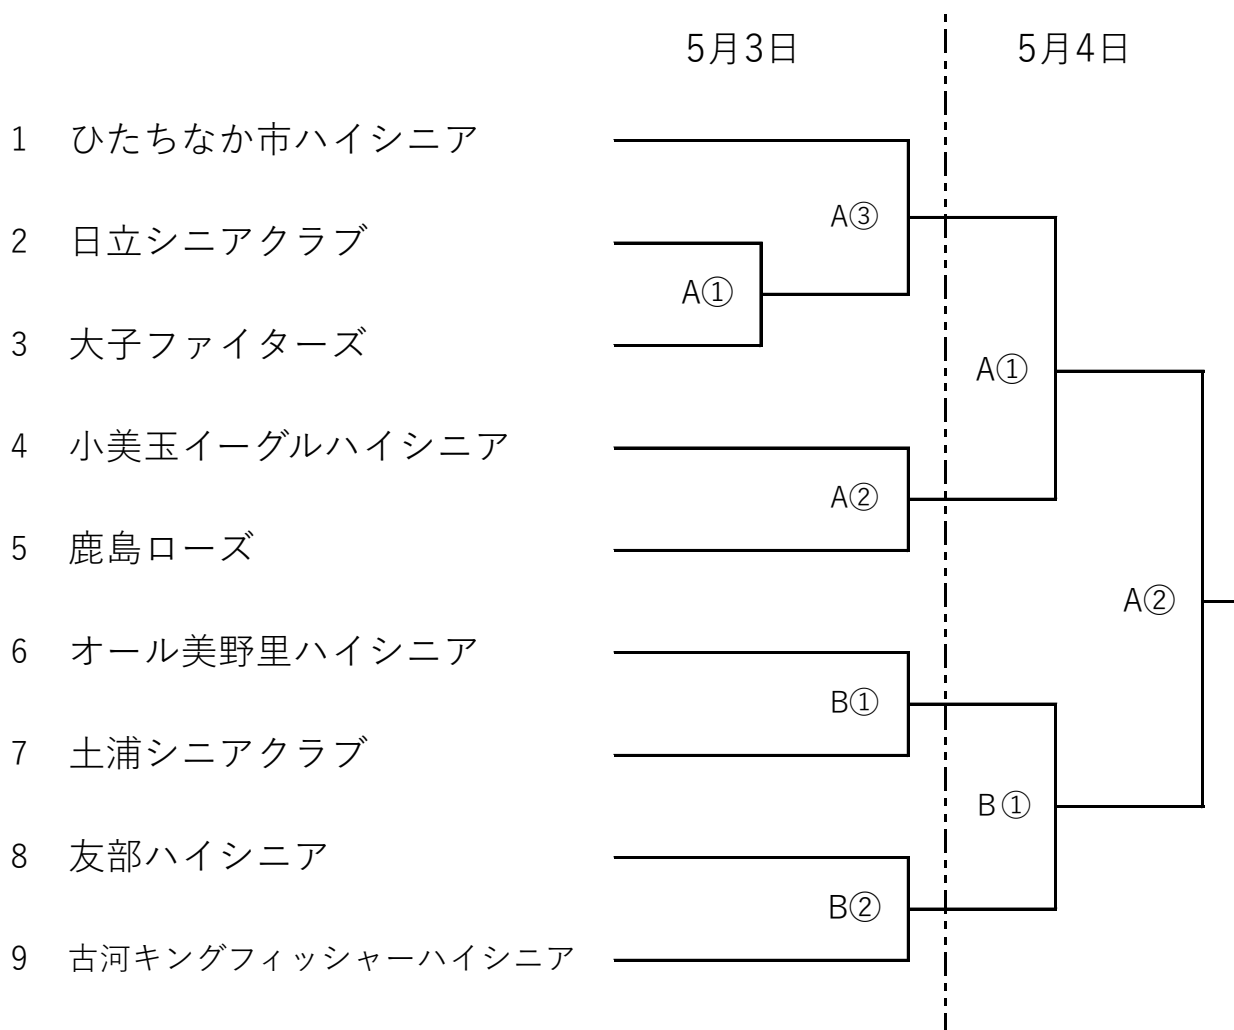 5月3日 5月4日
1 ひたちなか市ハイシニア
A③
2 日立シニアクラブ
A①
3 大子ファイターズ
A①
4 小美玉イーグルハイシニア
A②
5 鹿島ローズ
A②
6 オール美野里ハイシニア
B①
7 土浦シニアクラブ
B①
8 友部ハイシニア
B②
9 古河キングフィッシャーハイシニア